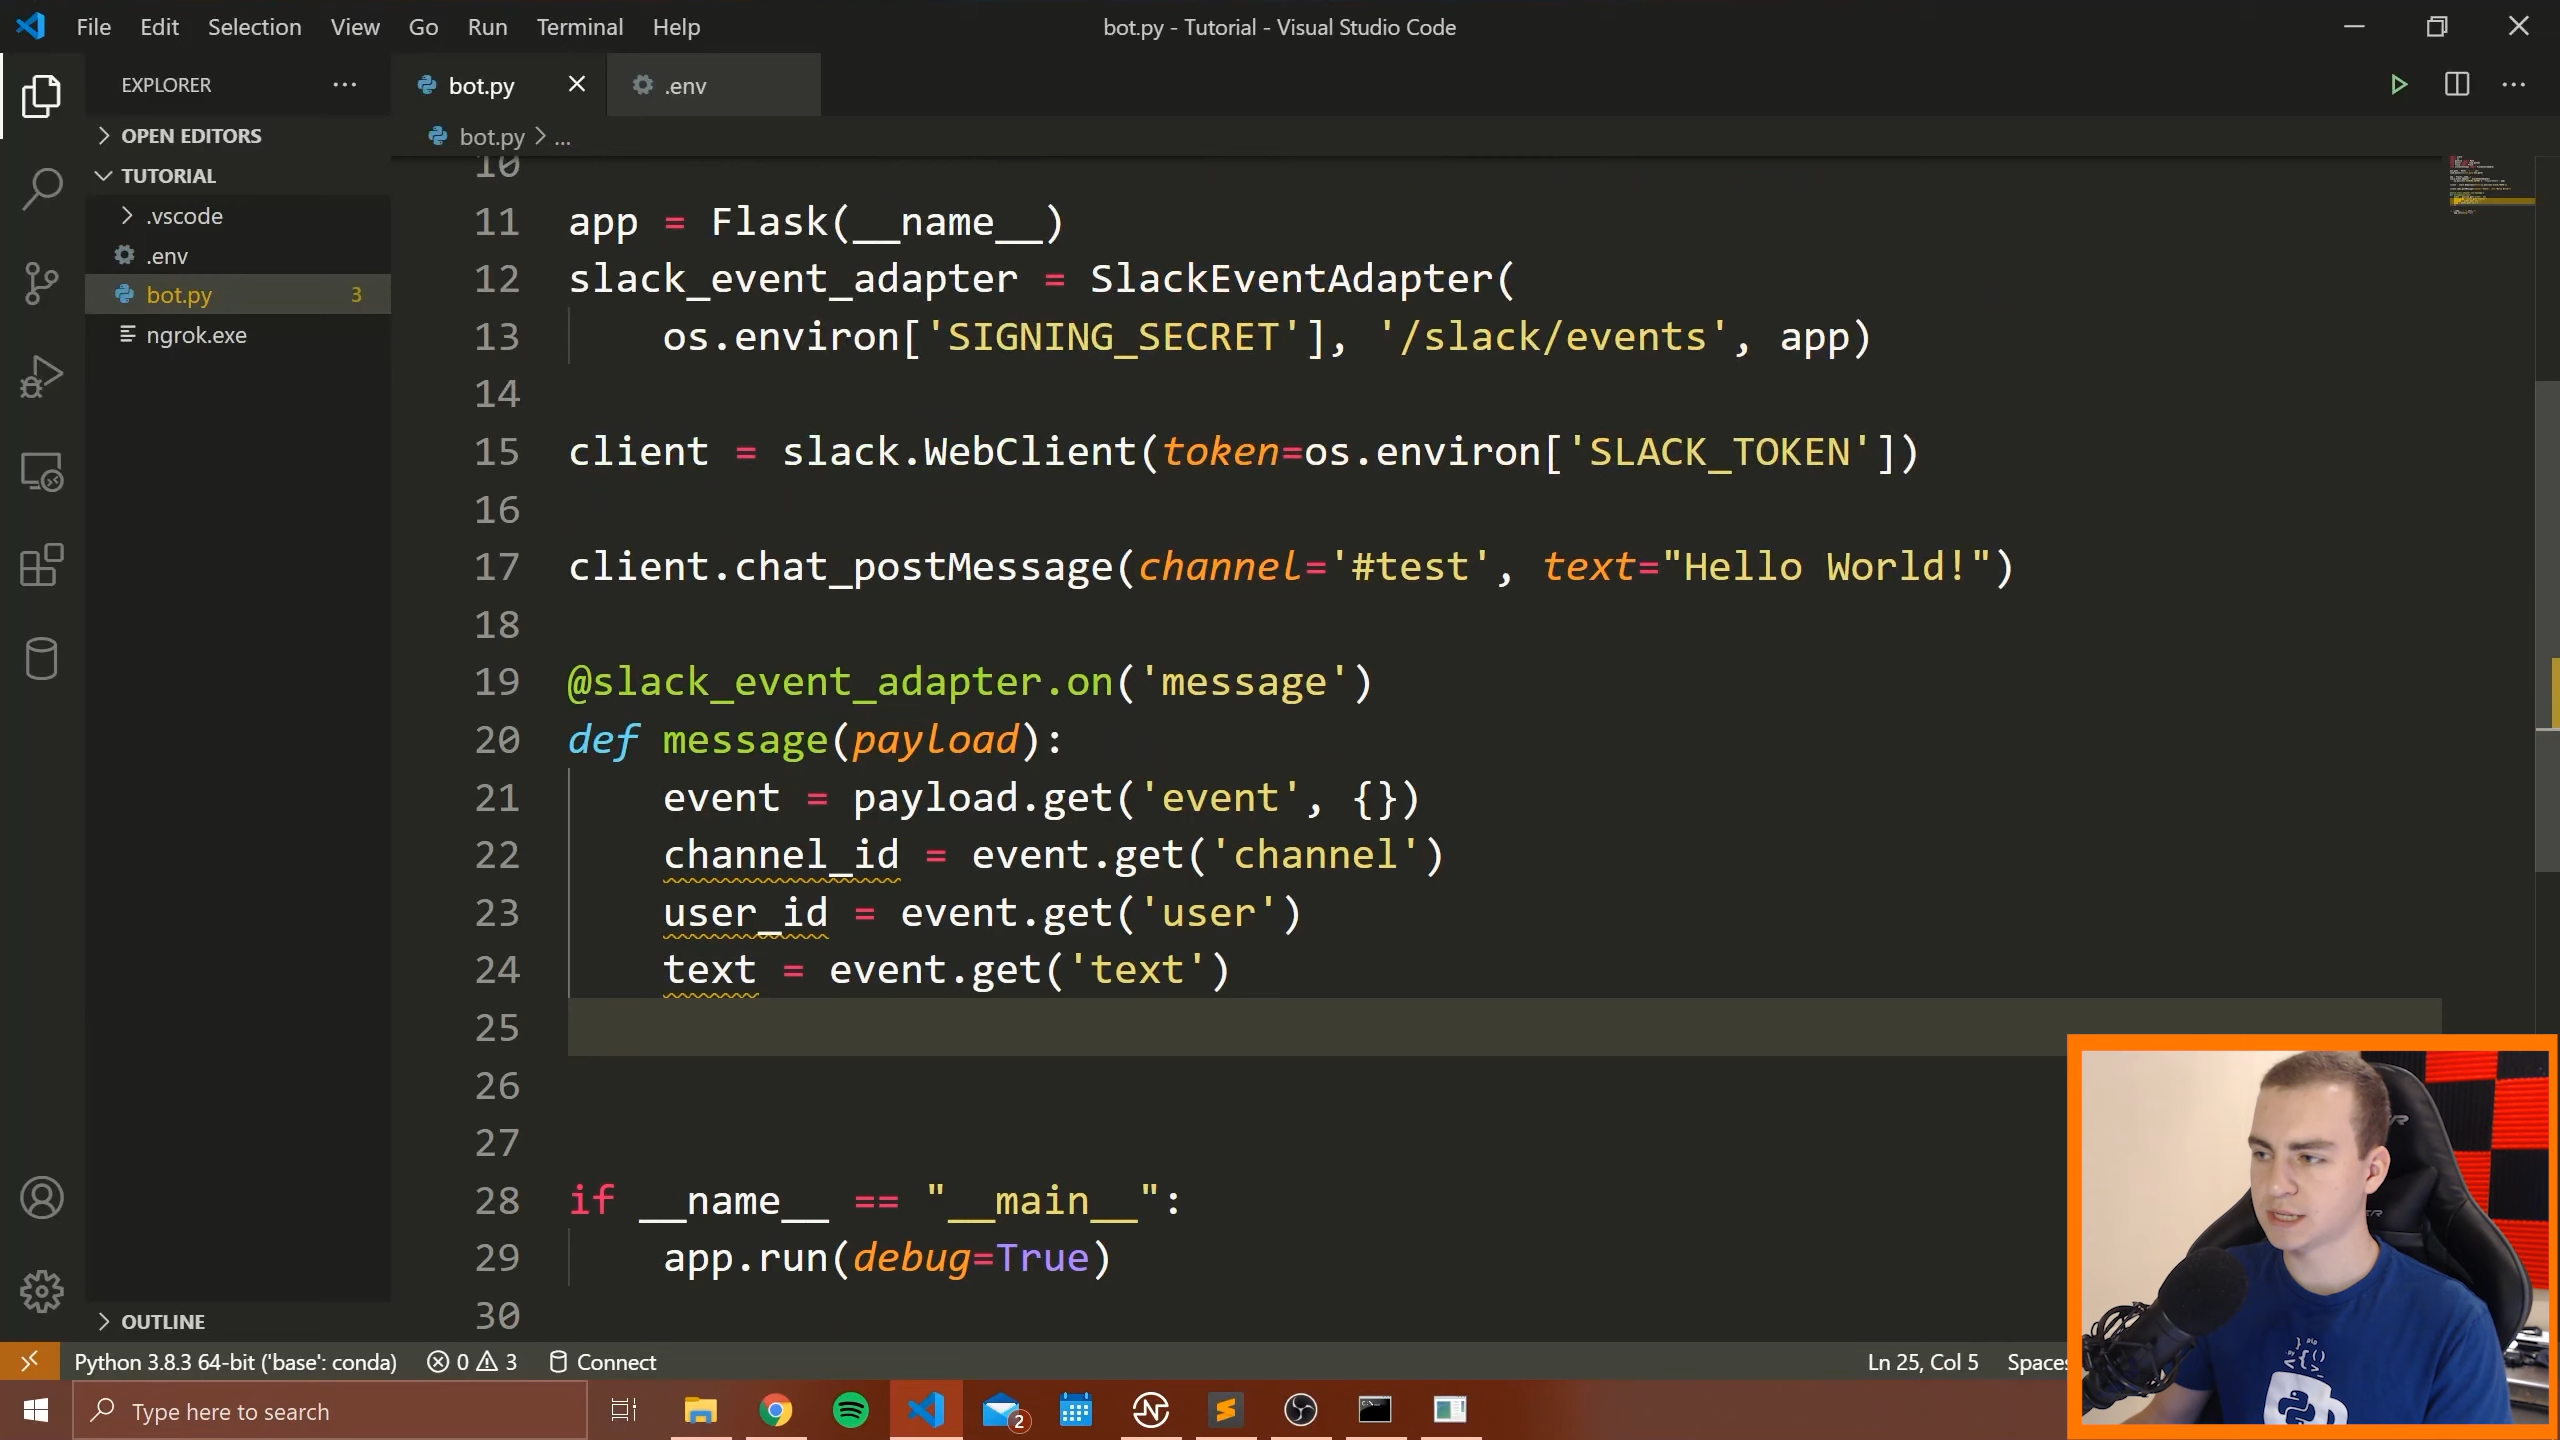 File Edit Selection View Go Run Terminal Help
bot.py - Tutorial - Visual Studio Code
EXPLORER
bot.py
.env
OPEN EDITORS
bot.py > ...
TUTORIAL
.vscode
.env
bot.py 3
ngrok.exe
OUTLINE
10
11 app = Flask(__name__)
12 slack_event_adapter = SlackEventAdapter(
13 os.environ['SIGNING_SECRET'], '/slack/events', app)
14
15 client = slack.WebClient(token=os.environ['SLACK_TOKEN'])
16
17 client.chat_postMessage(channel='#test', text="Hello World!")
18
19 @slack_event_adapter.on('message')
20 def message(payload):
21 event = payload.get('event', {})
22 channel_id = event.get('channel')
23 user_id = event.get('user')
24 text = event.get('text')
25
26
27
28 if __name__ == "__main__":
29 app.run(debug=True)
30
Python 3.8.3 64-bit ('base': conda) 0 3 Connect
Ln 25, Col 5
Type here to search
2